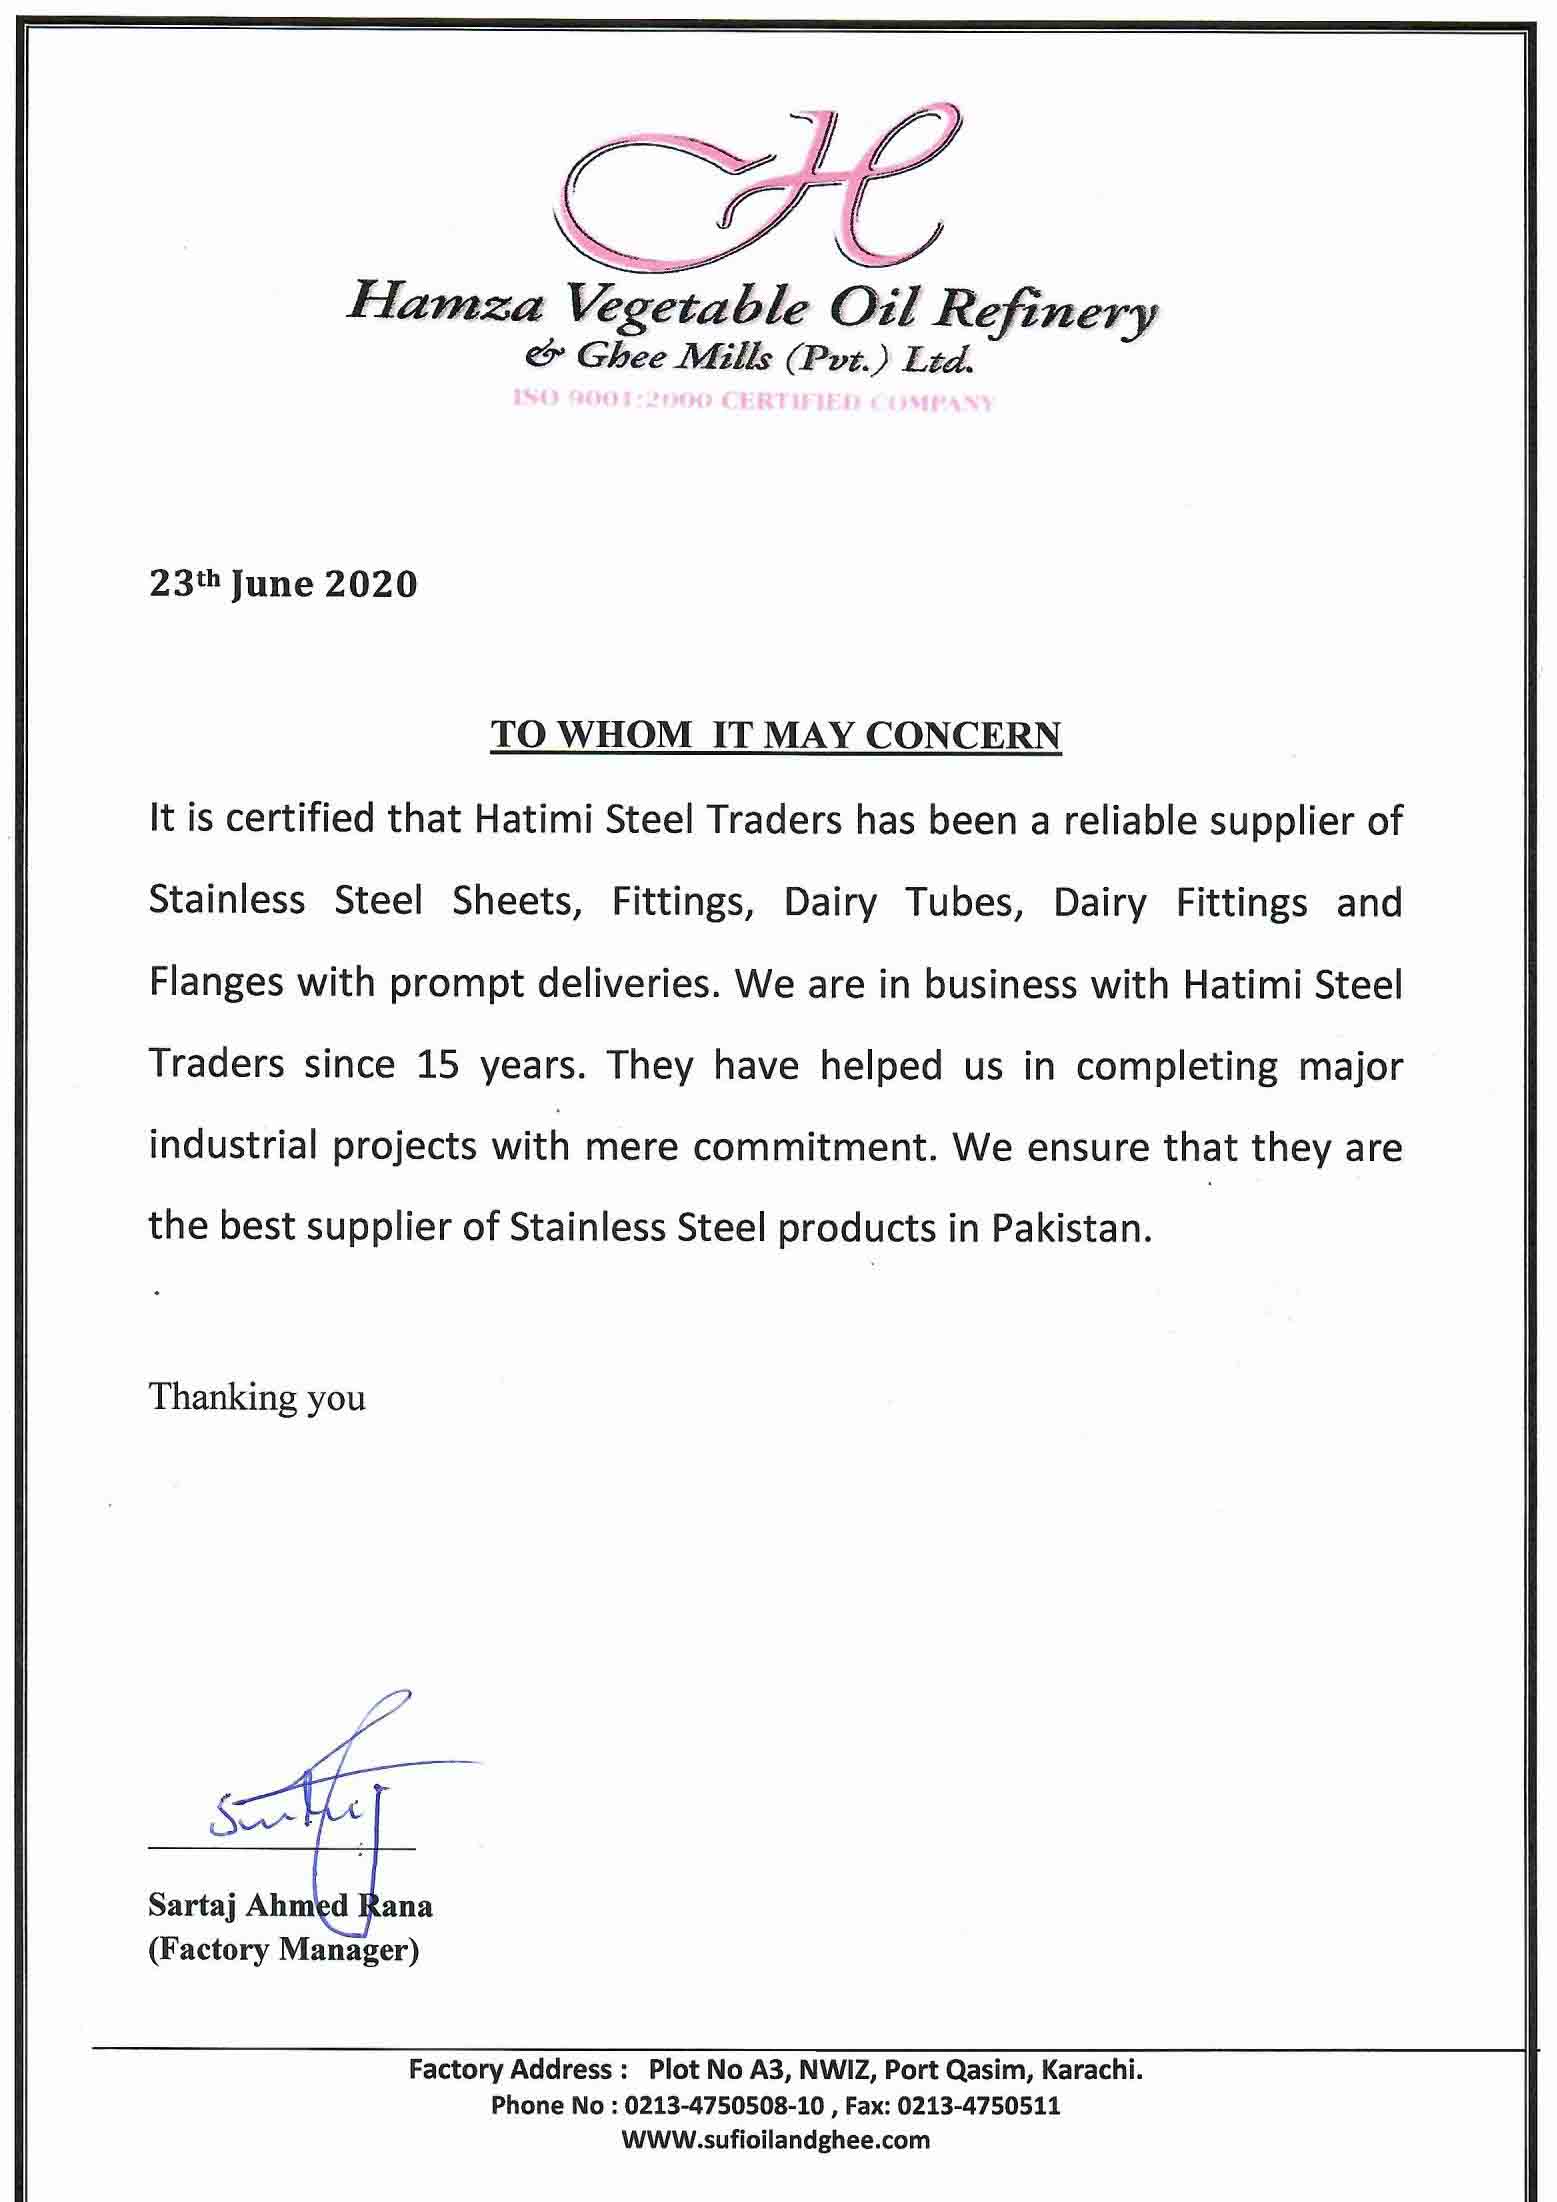 H
Hamza Vegetable Oil Refinery
& Ghee Mills (Pvt.) Ltd.
ISO 9001:2000 CERTIFIED COMPANY
23th June 2020
TO WHOM IT MAY CONCERN
It is certified that Hatimi Steel Traders has been a reliable supplier of
Stainless Steel Sheets, Fittings, Dairy Tubes, Dairy Fittings and
Flanges with prompt deliveries. We are in business with Hatimi Steel
Traders since 15 years. They have helped us in completing major
industrial projects with mere commitment. We ensure that they are
the best supplier of Stainless Steel products in Pakistan.
Thanking you
Sartaj Ahmed Rana
(Factory Manager)
Factory Address : Plot No A3, NWIZ, Port Qasim, Karachi.
Phone No : 0213-4750508-10 , Fax: 0213-4750511
WWW.sufioilandghee.com